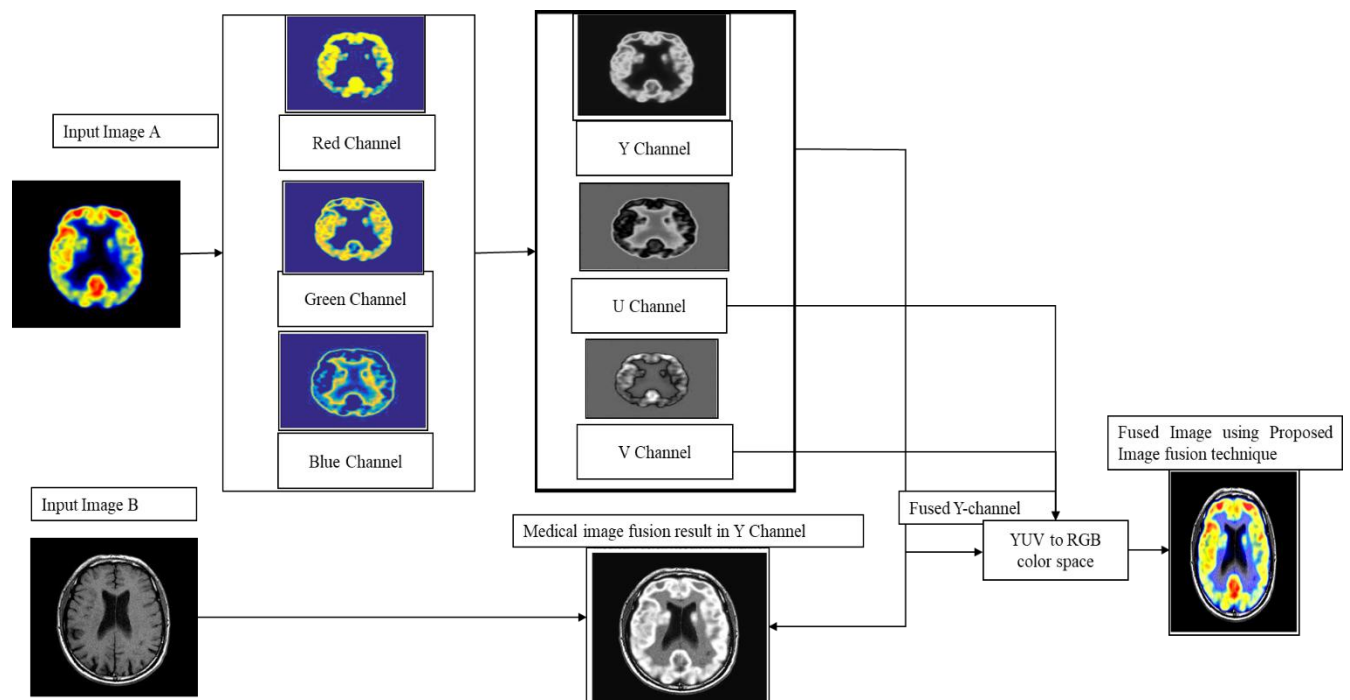 Input Image A
Red Channel
Green Channel
Blue Channel
Y Channel
U Channel
V Channel
Input Image B
Medical image fusion result in Y Channel
Fused Y-channel
YUV to RGB
color space
Fused Image using Proposed
Image fusion technique